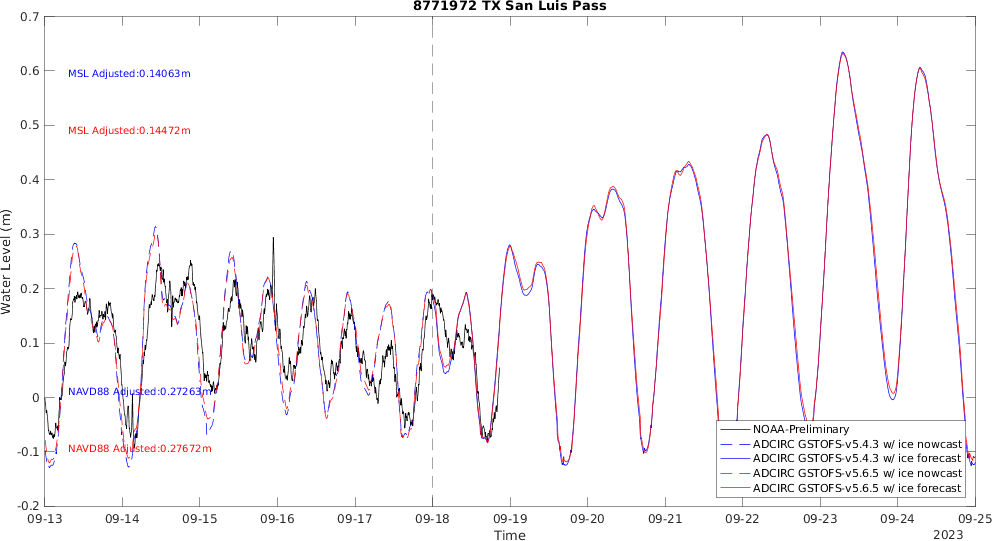 8771972 TX San Luis Pass
0.7
0.6
0.5
0.4
0.3
0.2
0.1
0
-0.1
-0.2
Water Level (m)
MSL Adjusted:0.14063m
MSL Adjusted:0.14472m
NAVD88 Adjusted:0.27263m
NAVD88 Adjusted:0.27672m
NOAA-Preliminary
ADCIRC GSTOFS-v5.4.3 w/ ice nowcast
ADCIRC GSTOFS-v5.4.3 w/ ice forecast
ADCIRC GSTOFS-v5.6.5 w/ ice nowcast
ADCIRC GSTOFS-v5.6.5 w/ ice forecast
09-13 09-14 09-15 09-16 09-17 09-18 09-19 09-20 09-21 09-22 09-23 09-24 09-25
Time
2023